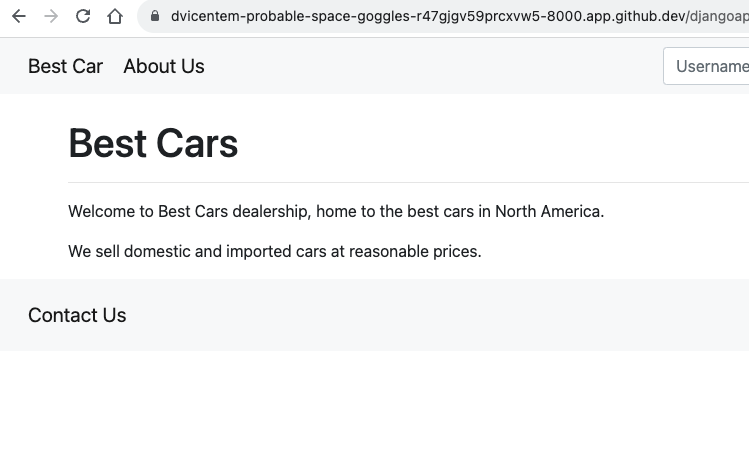 dvicentem-probable-space-goggles-r47gjgv59prcxvw5-8000.app.github.dev/djangoap
Best Car About Us Username
Best Cars
Welcome to Best Cars dealership, home to the best cars in North America.
We sell domestic and imported cars at reasonable prices.
Contact Us